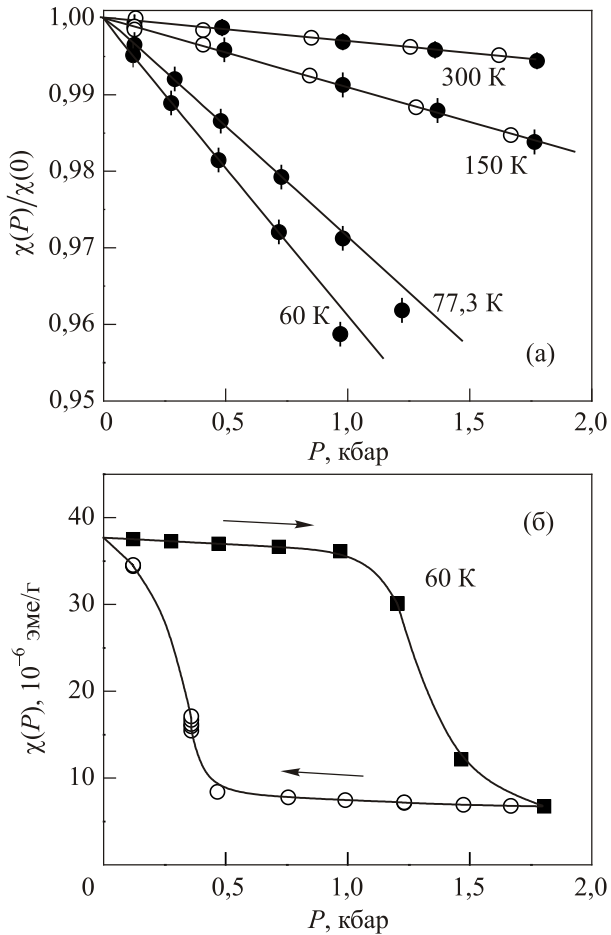 1,00
0,99
0,98
0,97
0,96
0,95
χ(P)/χ(0)
300 К
150 К
77,3 К
60 К
(а)
0 0,5 1,0 1,5 2,0
P, кбар
40
30
20
10
0
χ(P), 10⁻⁶ эме/г
(б)
60 К
0,5 1,0 1,5 2,0
P, кбар